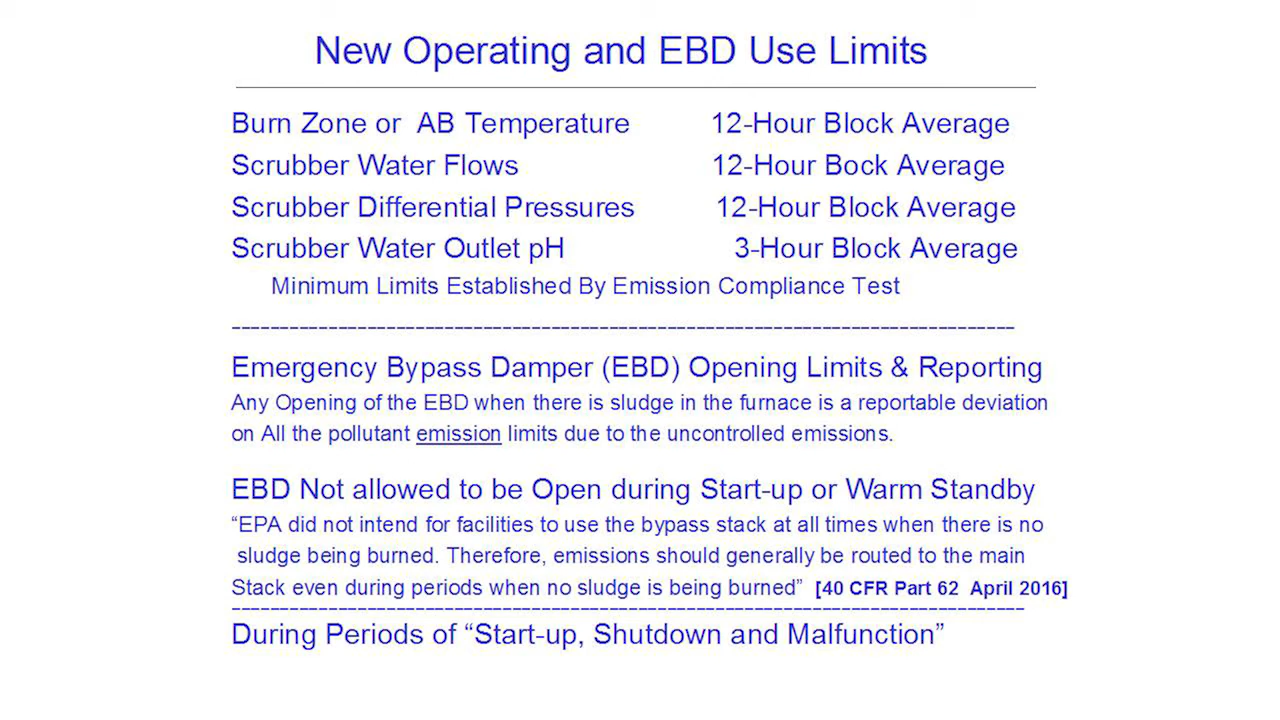 New Operating and EBD Use Limits
Burn Zone or AB Temperature 12-Hour Block Average
Scrubber Water Flows 12-Hour Bock Average
Scrubber Differential Pressures 12-Hour Block Average
Scrubber Water Outlet pH 3-Hour Block Average
Minimum Limits Established By Emission Compliance Test
Emergency Bypass Damper (EBD) Opening Limits & Reporting
Any Opening of the EBD when there is sludge in the furnace is a reportable deviation
on All the pollutant emission limits due to the uncontrolled emissions.
EBD Not allowed to be Open during Start-up or Warm Standby
“EPA did not intend for facilities to use the bypass stack at all times when there is no
sludge being burned. Therefore, emissions should generally be routed to the main
Stack even during periods when no sludge is being burned” [40 CFR Part 62 April 2016]
During Periods of “Start-up, Shutdown and Malfunction”